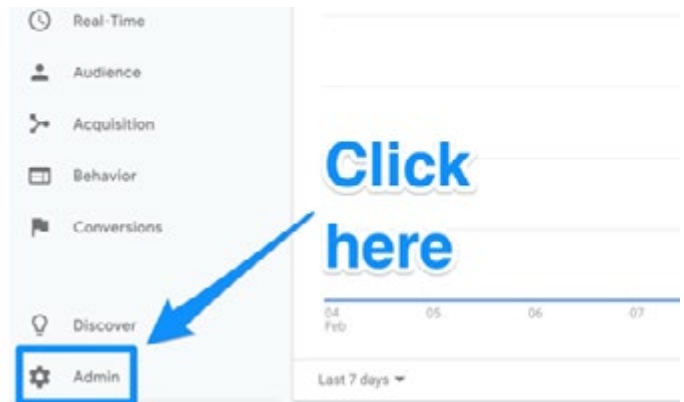 Real-Time
Audience
Acquisition
Behavior
Conversions
Discover
Admin
Click
here
04 05 06 07
Feb
Last 7 days